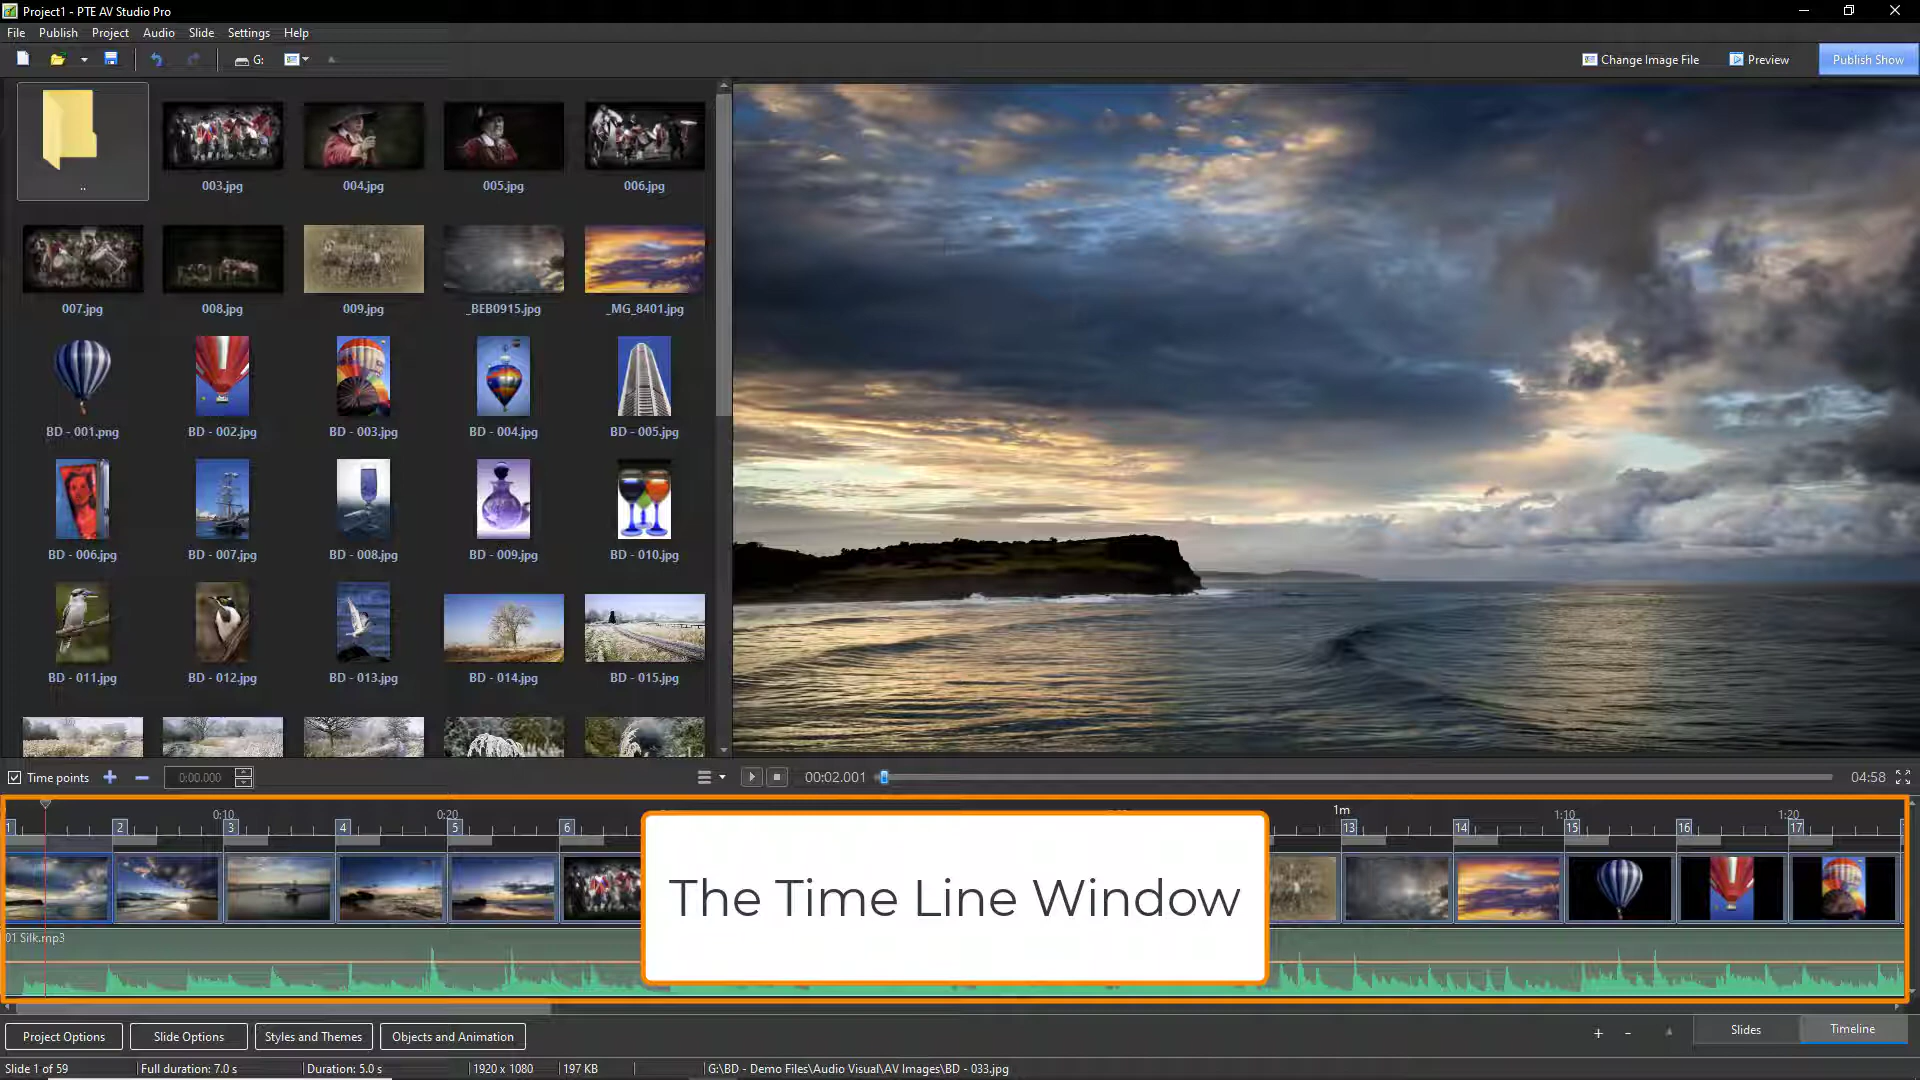 Project1 - PTE AV Studio Pro
File Publish Project Audio Slide Settings Help
G: Change Image File Preview Publish Show
.. 003.jpg 004.jpg 005.jpg 006.jpg
007.jpg 008.jpg 009.jpg _BEB0915.jpg _MG_8401.jpg
BD - 001.png BD - 002.jpg BD - 003.jpg BD - 004.jpg BD - 005.jpg
BD - 006.jpg BD - 007.jpg BD - 008.jpg BD - 009.jpg BD - 010.jpg
BD - 011.jpg BD - 012.jpg BD - 013.jpg BD - 014.jpg BD - 015.jpg
Time points 0:00.000 00:02.001 04:58
0:10 0:20 1m 1:10 1:20
1 2 3 4 5 6 13 14 15 16 17
The Time Line Window
01 Silk.mp3
Project Options Slide Options Styles and Themes Objects and Animation + - Slides Timeline
Slide 1 of 59 Full duration: 7.0 s Duration: 5.0 s 1920 x 1080 197 KB G:\BD - Demo Files\Audio Visual\AV Images\BD - 033.jpg